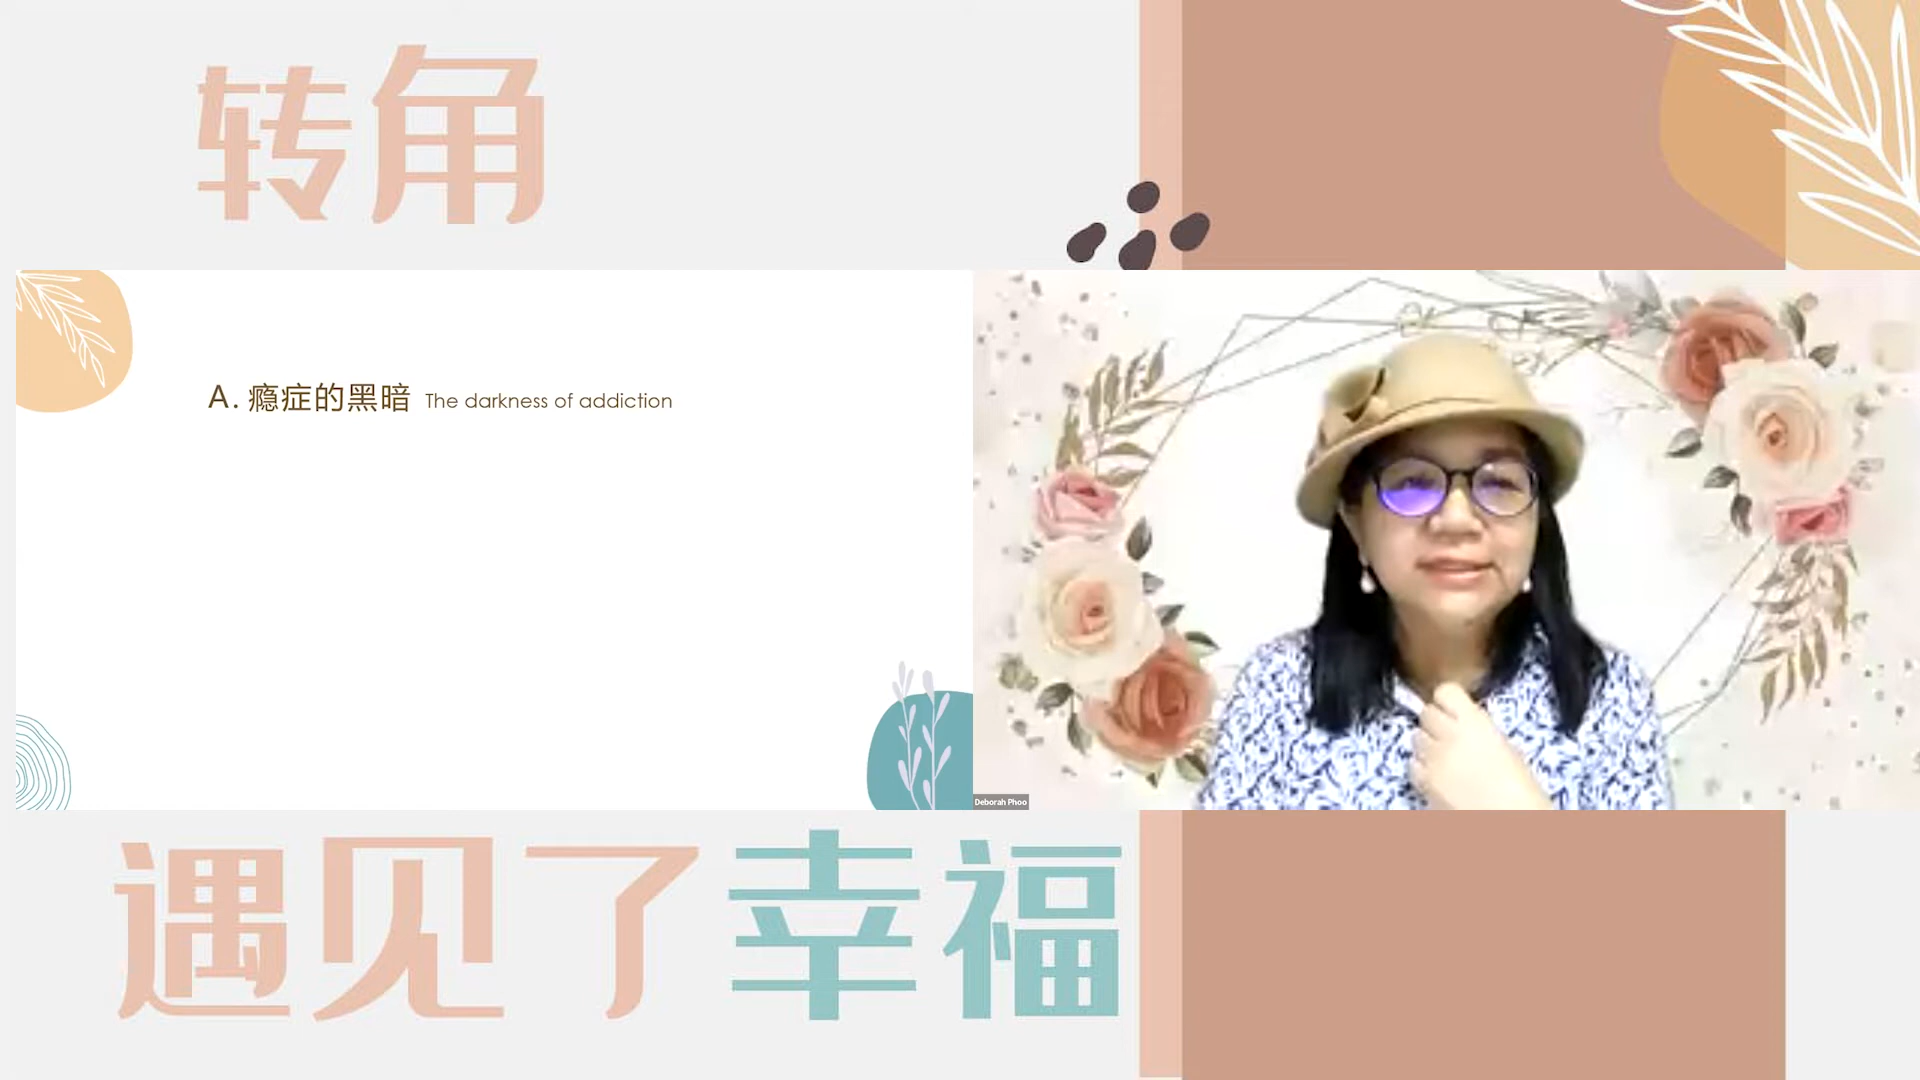 转角
A. 瘾症的黑暗 The darkness of addiction
Deborah Phoo
遇见了幸福